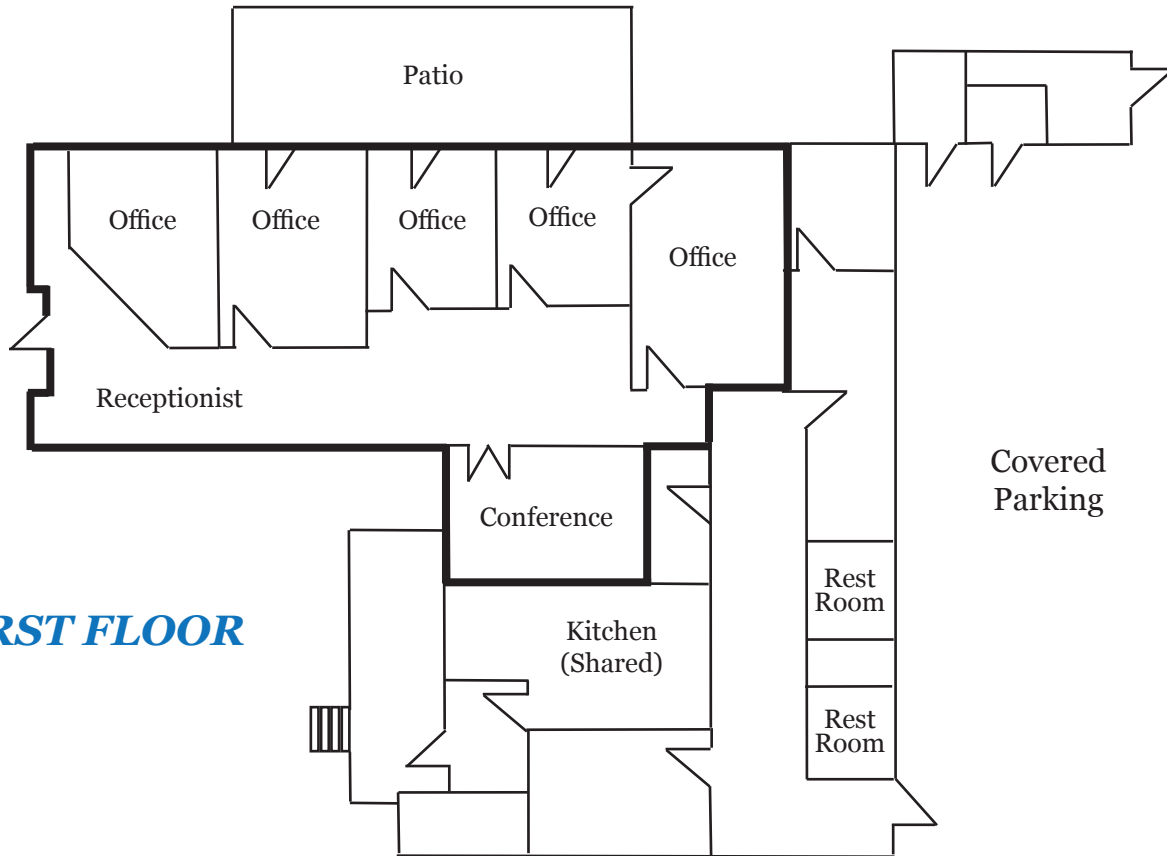 Patio
Office
Office
Office
Office
Office
Receptionist
Covered
Parking
Conference
Rest
Room
RST FLOOR
Kitchen
(Shared)
Rest
Room